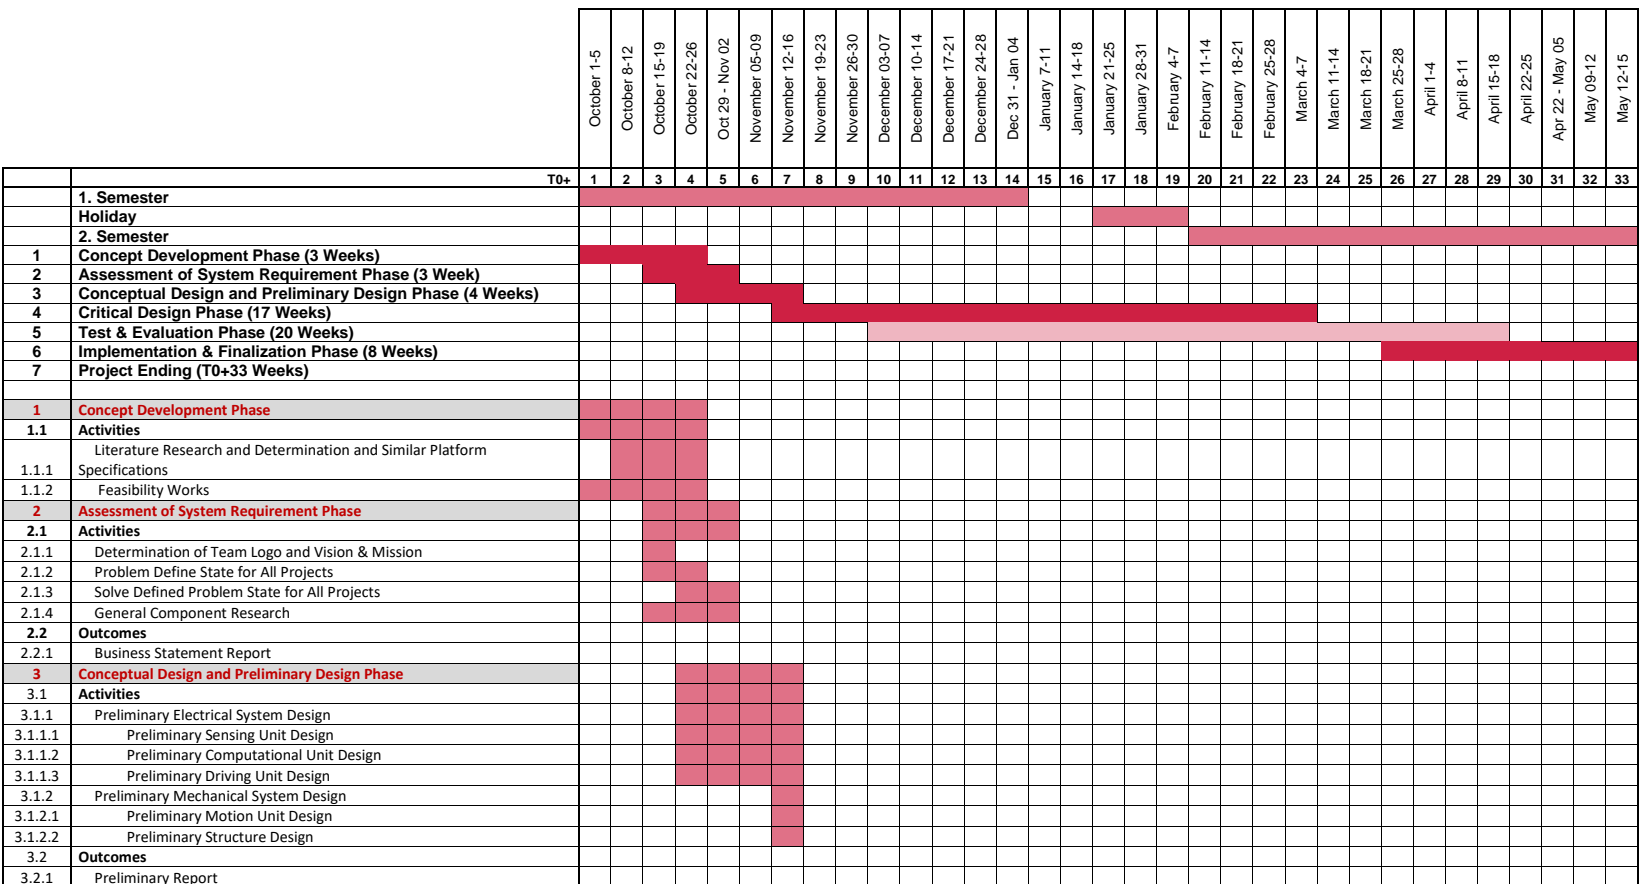 October 1-5
October 8-12
October 15-19
October 22-26
Oct 29 - Nov 02
November 05-09
November 12-16
November 19-23
November 26-30
December 03-07
December 10-14
December 17-21
December 24-28
Dec 31 - Jan 04
January 7-11
January 14-18
January 21-25
January 28-31
February 4-7
February 11-14
February 18-21
February 25-28
March 4-7
March 11-14
March 18-21
March 25-28
April 1-4
April 8-11
April 15-18
April 22-25
Apr 22 - May 05
May 09-12
May 12-15
T0+ 1 2 3 4 5 6 7 8 9 10 11 12 13 14 15 16 17 18 19 20 21 22 23 24 25 26 27 28 29 30 31 32 33
1. Semester
Holiday
2. Semester
1 Concept Development Phase (3 Weeks)
2 Assessment of System Requirement Phase (3 Week)
3 Conceptual Design and Preliminary Design Phase (4 Weeks)
4 Critical Design Phase (17 Weeks)
5 Test & Evaluation Phase (20 Weeks)
6 Implementation & Finalization Phase (8 Weeks)
7 Project Ending (T0+33 Weeks)
1 Concept Development Phase
1.1 Activities
Literature Research and Determination and Similar Platform
1.1.1 Specifications
1.1.2 Feasibility Works
2 Assessment of System Requirement Phase
2.1 Activities
2.1.1 Determination of Team Logo and Vision & Mission
2.1.2 Problem Define State for All Projects
2.1.3 Solve Defined Problem State for All Projects
2.1.4 General Component Research
2.2 Outcomes
2.2.1 Business Statement Report
3 Conceptual Design and Preliminary Design Phase
3.1 Activities
3.1.1 Preliminary Electrical System Design
3.1.1.1 Preliminary Sensing Unit Design
3.1.1.2 Preliminary Computational Unit Design
3.1.1.3 Preliminary Driving Unit Design
3.1.2 Preliminary Mechanical System Design
3.1.2.1 Preliminary Motion Unit Design
3.1.2.2 Preliminary Structure Design
3.2 Outcomes
3.2.1 Preliminary Report